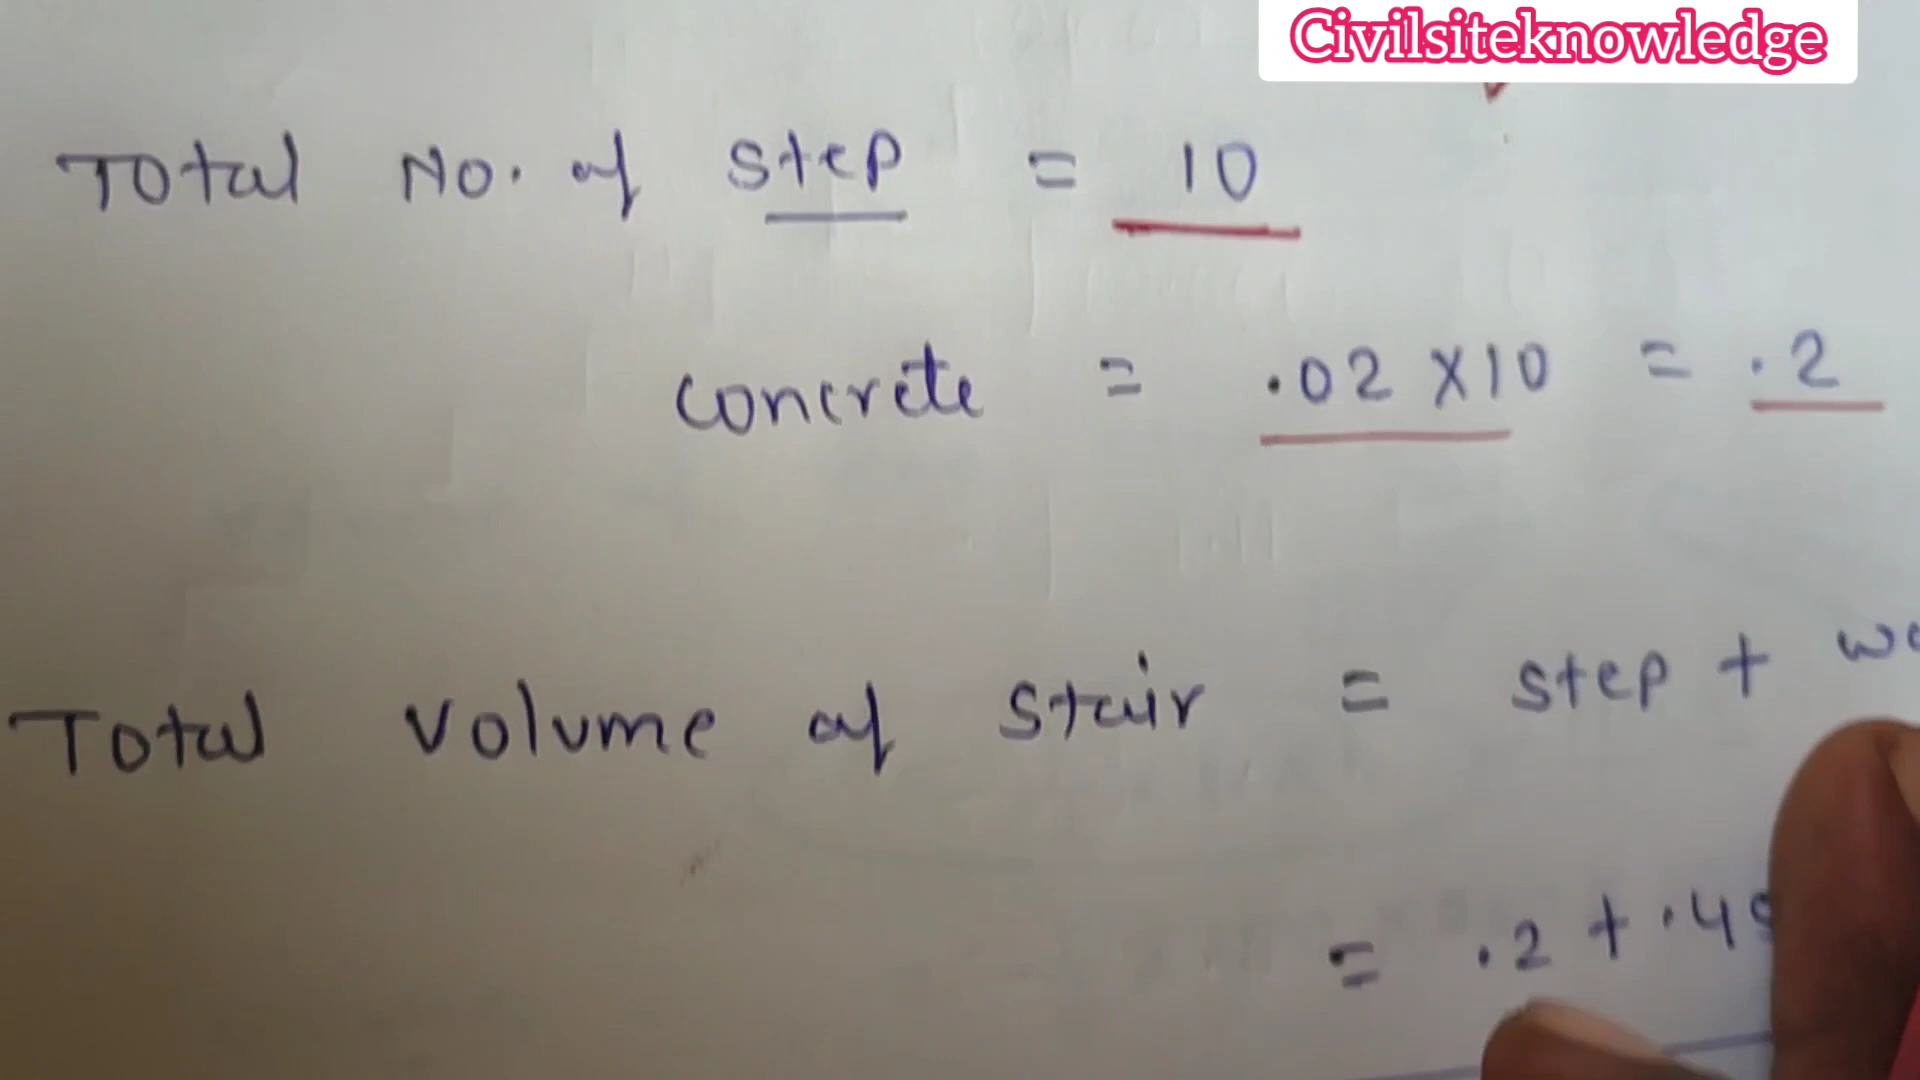 Civilsiteknowledge
Total No. of step = 10
concrete = .02 X 10 = .2
Total volume of stair = step +
= .2 +